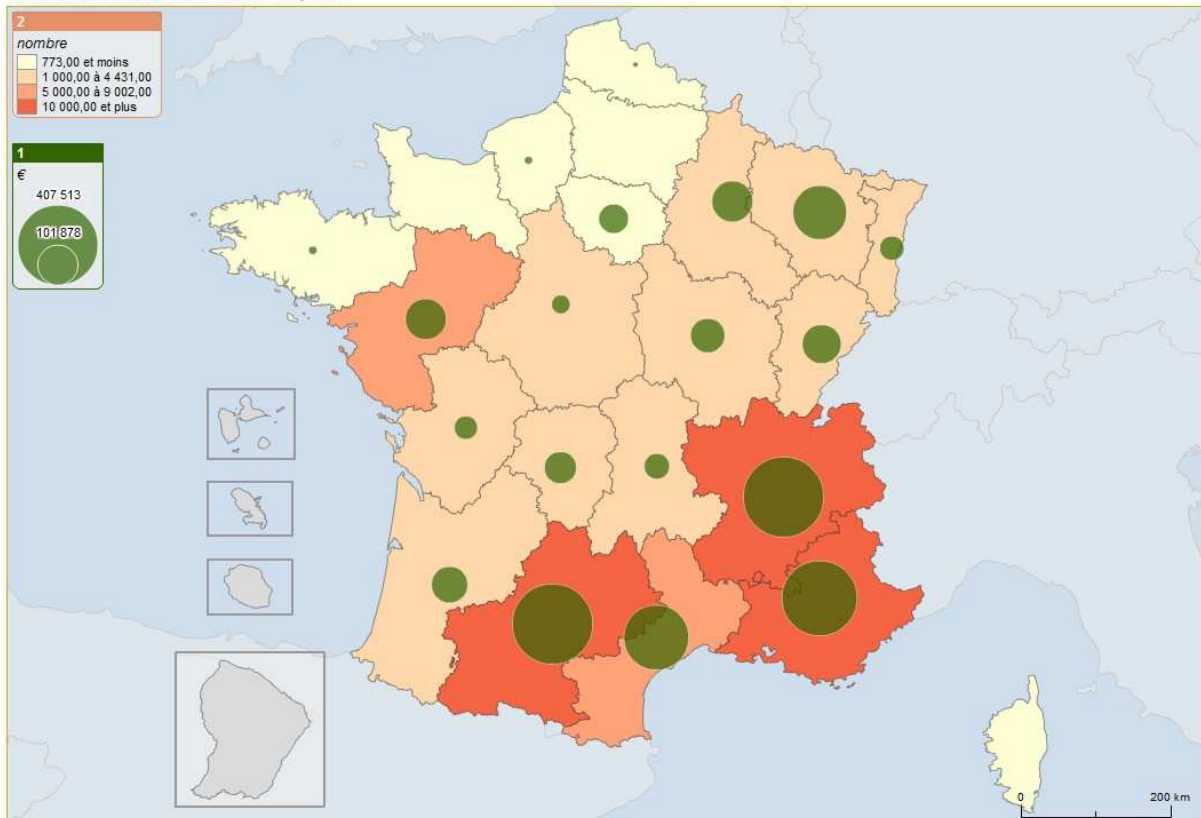 2
nombre
773,00 et moins
1 000,00 à 4 431,00
5 000,00 à 9 002,00
10 000,00 et plus
1
€
407 513
101 878
0
200 km